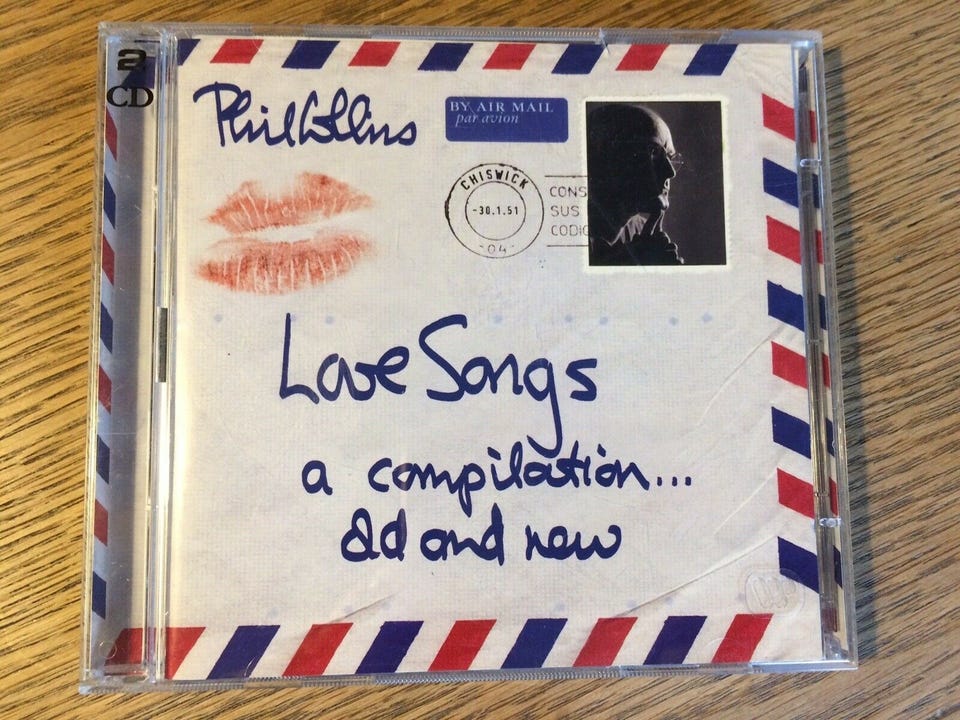 2
CD
Phil Collins
BY AIR MAIL
par avion
CHISWICK
-30.1.51
-04-
CONS
SUS
CODIC
Love Songs
a compilation...
old and new